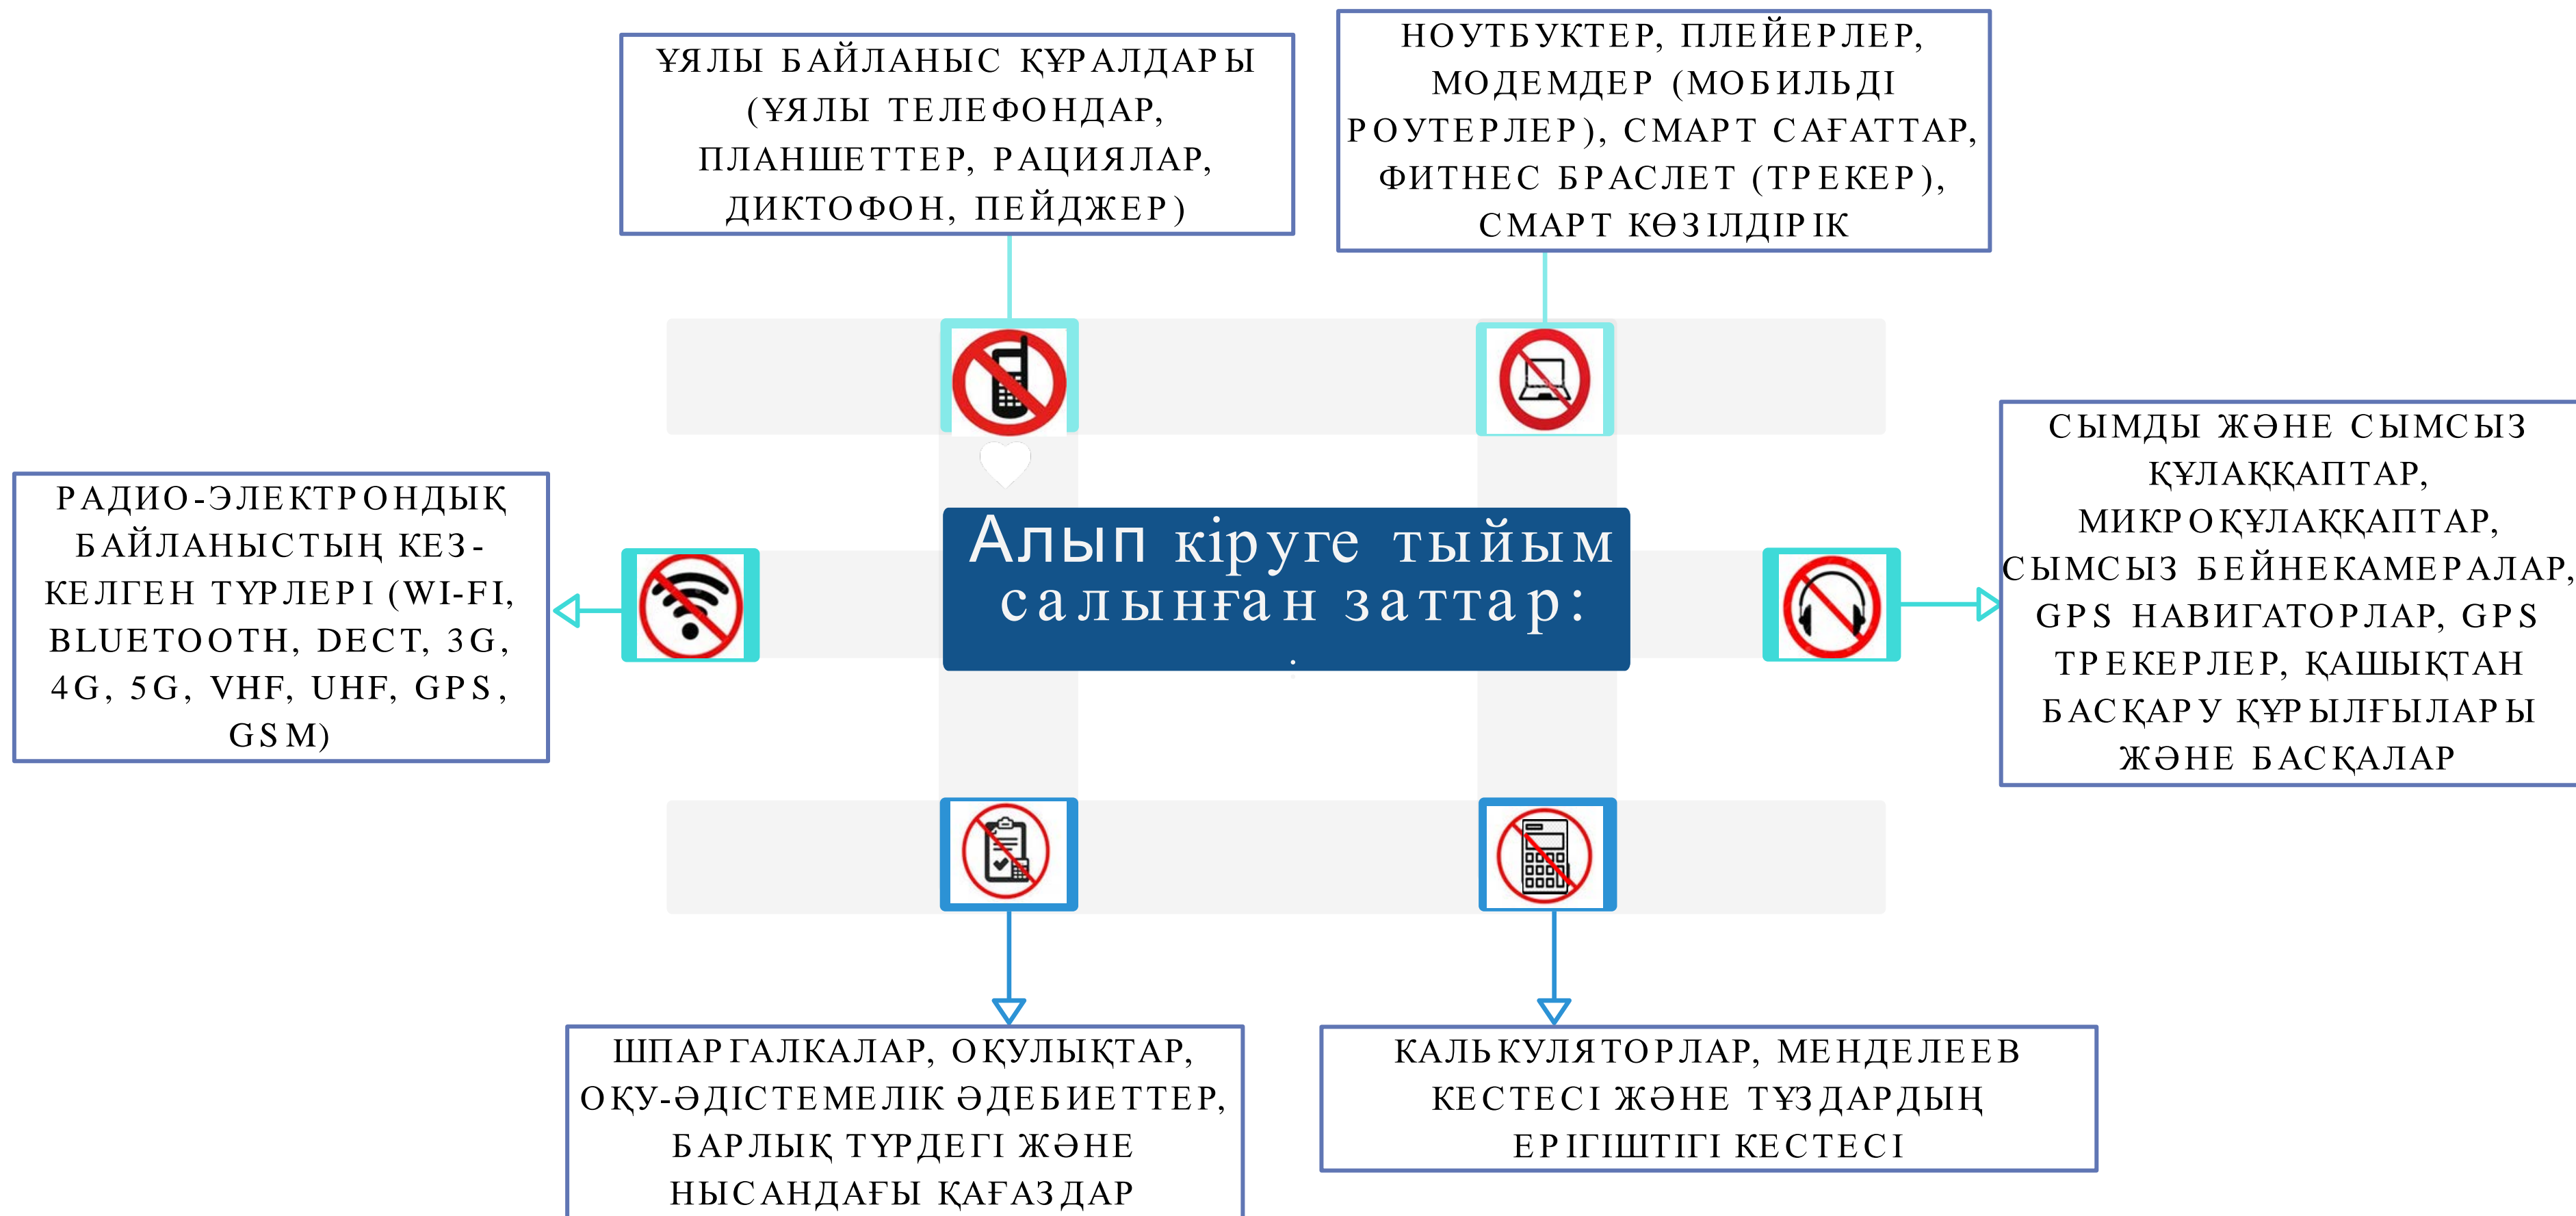 ҰЯЛЫ БАЙЛАНЫС ҚҰРАЛДАРЫ
(ҰЯЛЫ ТЕЛЕФОНДАР,
ПЛАНШЕТТЕР, РАЦИЯЛАР,
ДИКТОФОН, ПЕЙДЖЕР)
НОУТБУКТЕР, ПЛЕЙЕРЛЕР,
МОДЕМДЕР (МОБИЛЬДІ
РОУТЕРЛЕР), СМАРТ САҒАТТАР,
ФИТНЕС БРАСЛЕТ (ТРЕКЕР),
СМАРТ КӨЗІЛДІРІК
РАДИО-ЭЛЕКТРОНДЫҚ
БАЙЛАНЫСТЫҢ КЕЗ-
КЕЛГЕН ТҮРЛЕРІ (WI-FI,
BLUETOOTH, DECT, 3G,
4G, 5G, VHF, UHF, GPS,
GSM)
Алып кіруге тыйым
салынған заттар:
:
СЫМДЫ ЖӘНЕ СЫМСЫЗ
ҚҰЛАҚҚАПТАР,
МИКРОҚҰЛАҚҚАПТАР,
СЫМСЫЗ БЕЙНЕКАМЕРАЛАР,
GPS НАВИГАТОРЛАР, GPS
ТРЕКЕРЛЕР, ҚАШЫҚТАН
БАСҚАРУ ҚҰРЫЛҒЫЛАРЫ
ЖӘНЕ БАСҚАЛАР
ШПАРГАЛКАЛАР, ОҚУЛЫҚТАР,
ОҚУ-ӘДІСТЕМЕЛІК ӘДЕБИЕТТЕР,
БАРЛЫҚ ТҮРДЕГІ ЖӘНЕ
НЫСАНДАҒЫ ҚАҒАЗДАР
КАЛЬКУЛЯТОРЛАР, МЕНДЕЛЕЕВ
КЕСТЕСІ ЖӘНЕ ТҰЗДАРДЫҢ
ЕРІГІШТІГІ КЕСТЕСІ